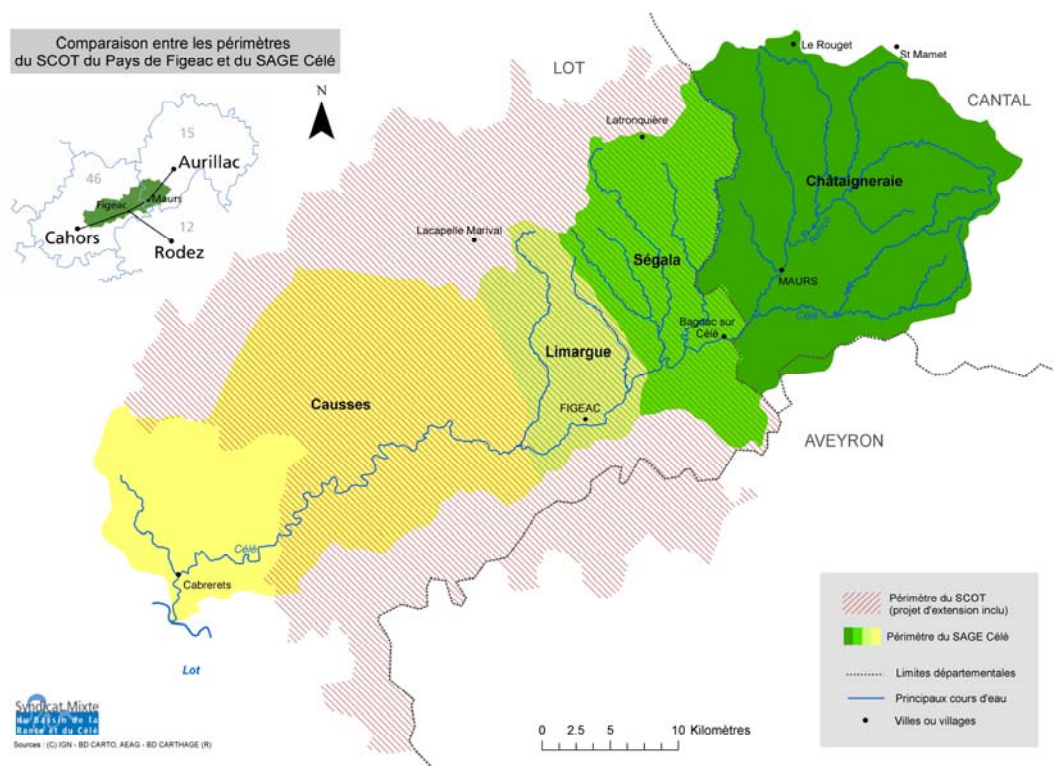 Comparaison entre les périmètres
du SCOT du Pays de Figeac et du SAGE Célé
N
LOT
CANTAL
AVEYRON
15
46
12
Aurillac
Maurs
Figeac
Cahors
Rodez
Le Rouget
St Mamet
Latronquière
Châtaigneraie
Lacapelle Marival
Ségala
MAURS
Célé
Bagnac sur
Célé
Limargue
FIGEAC
Causses
Célé
Cabrerets
Lot
Périmètre du SCOT
(projet d'extension inclu)
Périmètre du SAGE Célé
Limites départementales
Principaux cours d'eau
Villes ou villages
0 2.5 5 7.5 10 Kilomètres
Syndicat Mixte
du Bassin de la
Rance et du Célé
Sources : (C) IGN - BD CARTO, AEAG - BD CARTHAGE (R)